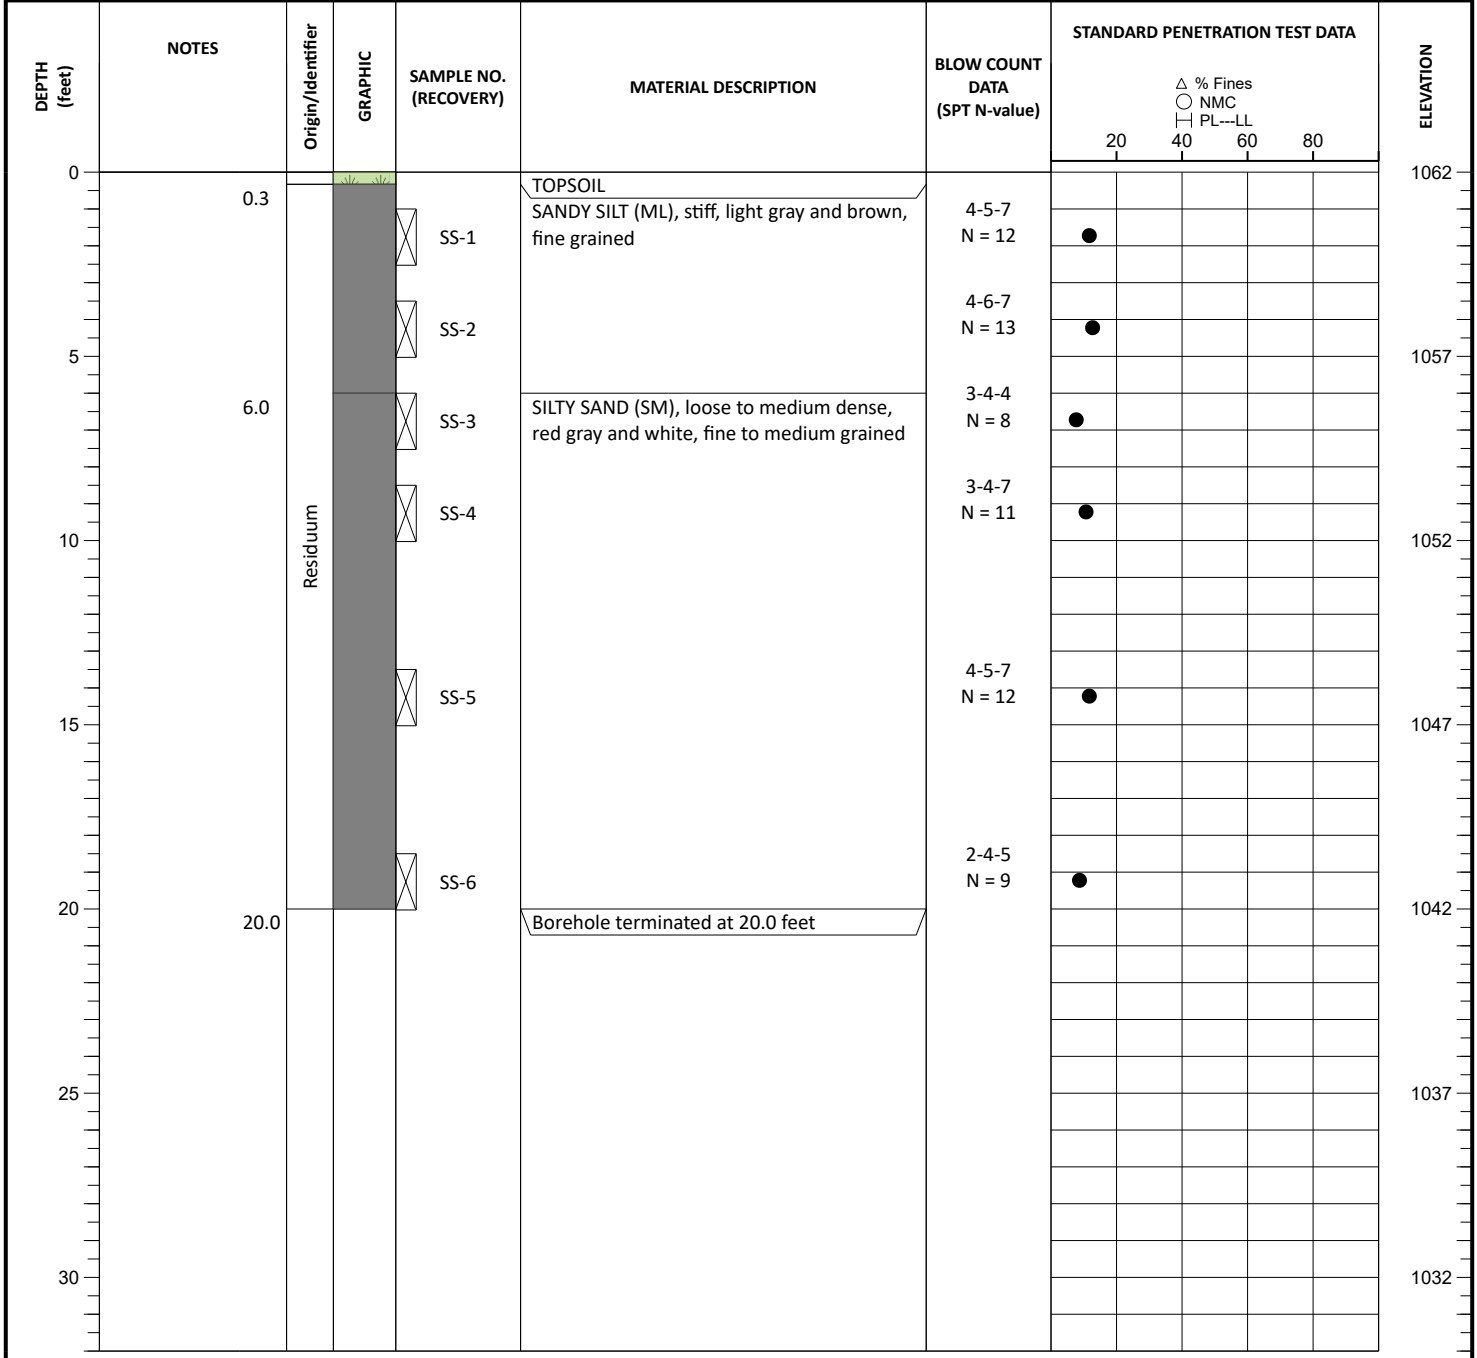 DEPTH
(feet)
NOTES
Origin/Identifier
GRAPHIC
SAMPLE NO.
(RECOVERY)
MATERIAL DESCRIPTION
BLOW COUNT
DATA
(SPT N-value)
STANDARD PENETRATION TEST DATA
% Fines
NMC
PL---LL
20 40 60 80
ELEVATION
0
1062
TOPSOIL
0.3
SANDY SILT (ML), stiff, light gray and brown,
fine grained
SS-1
4-5-7
N = 12
SS-2
4-6-7
N = 13
5
1057
6.0
SILTY SAND (SM), loose to medium dense,
red gray and white, fine to medium grained
SS-3
3-4-4
N = 8
SS-4
3-4-7
N = 11
10
1052
Residuum
SS-5
4-5-7
N = 12
15
1047
SS-6
2-4-5
N = 9
20
1042
20.0
Borehole terminated at 20.0 feet
25
1037
30
1032